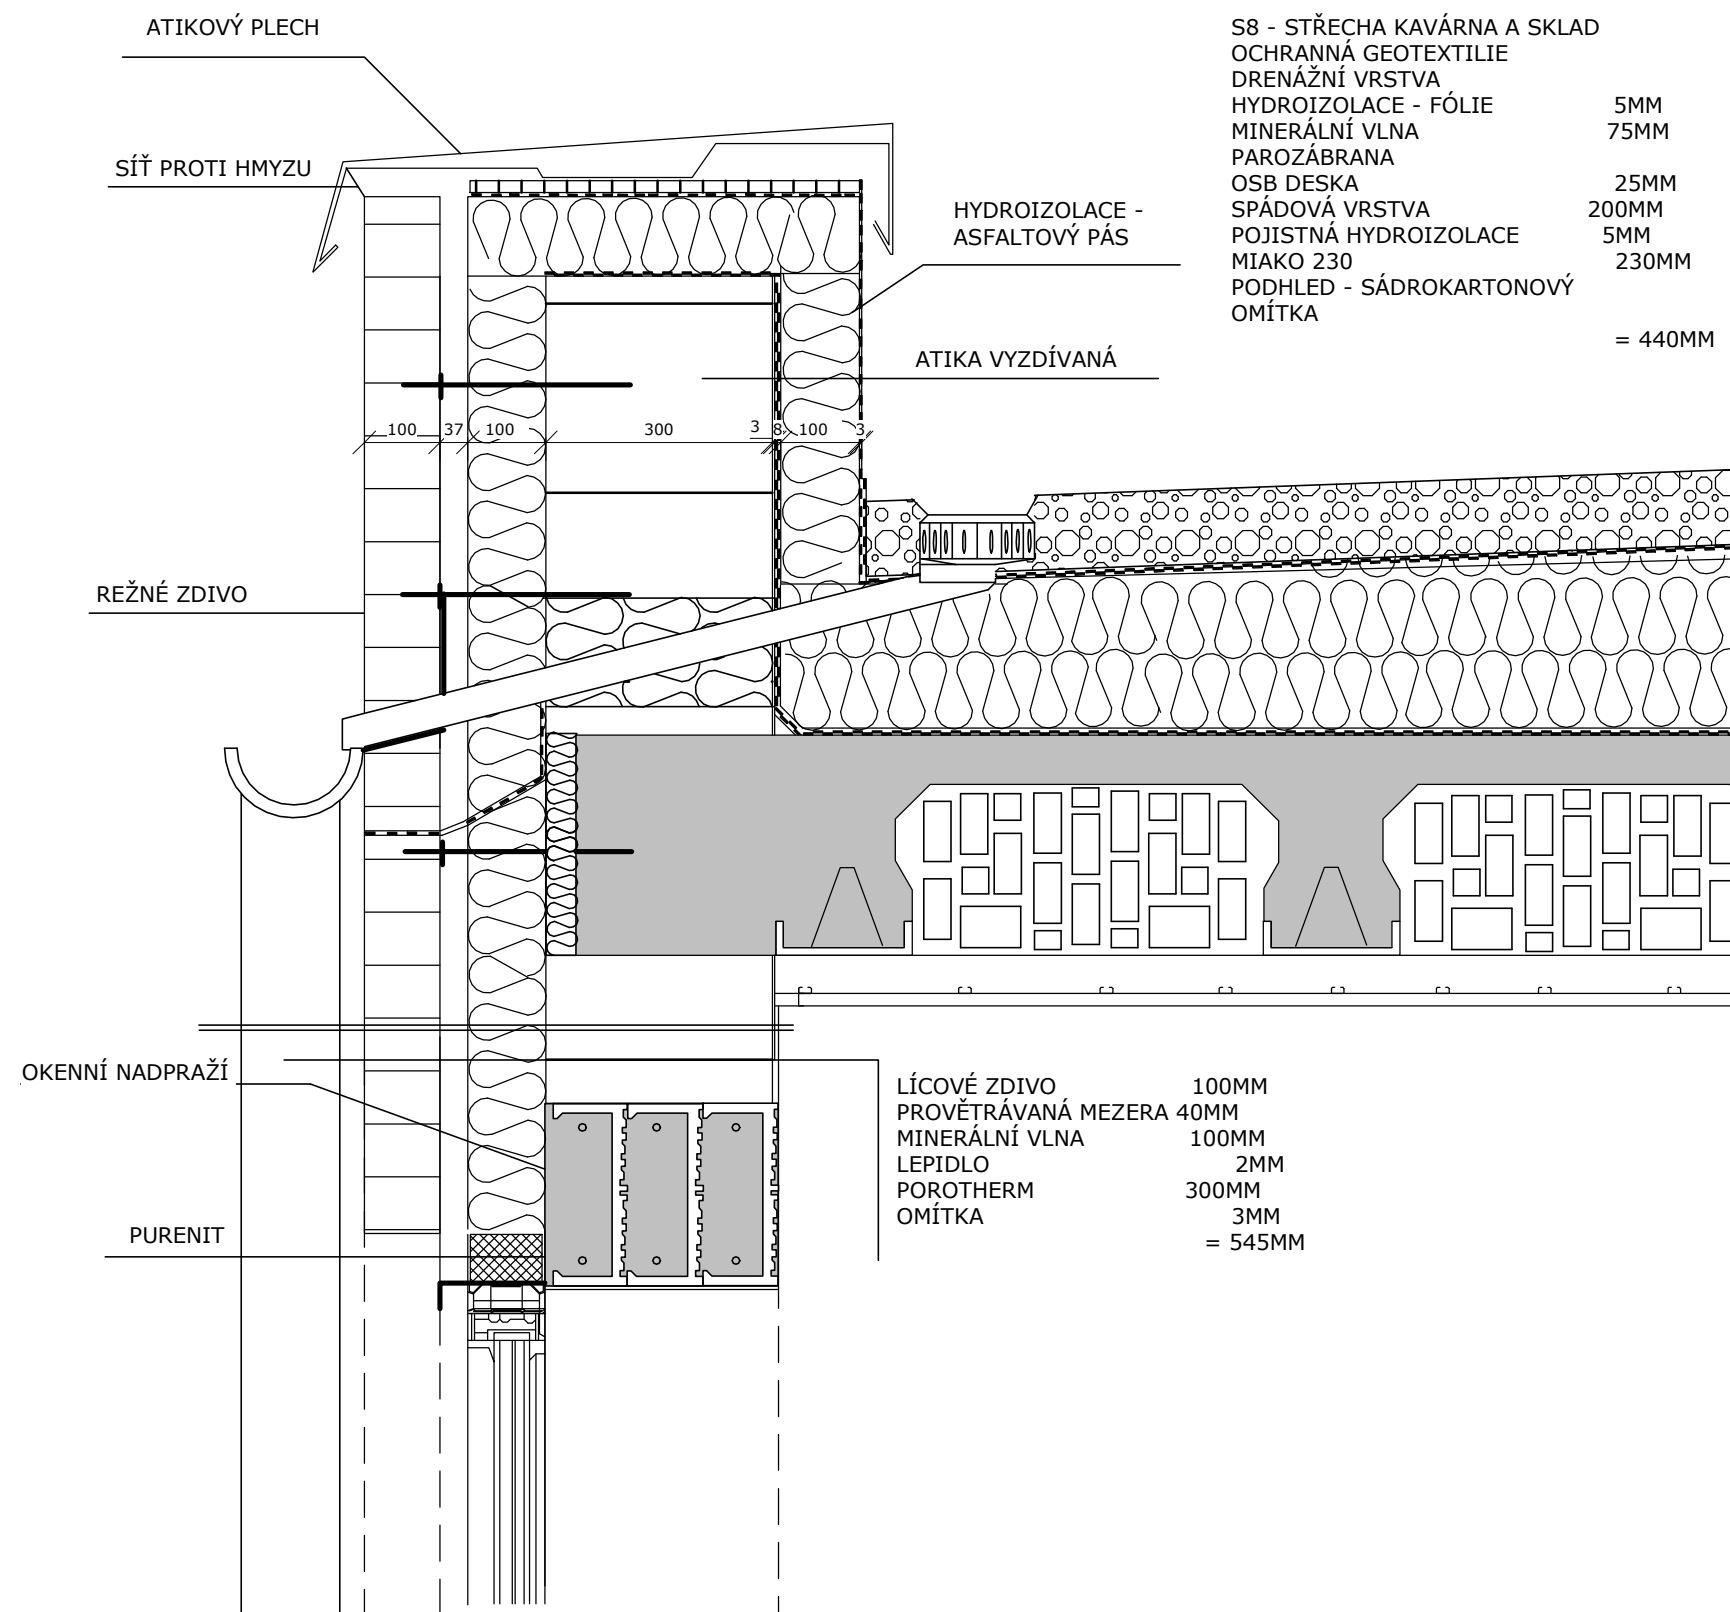 ATIKOVÝ PLECH
SÍŤ PROTI HMYZU
S8 - STŘECHA KAVÁRNA A SKLAD
OCHRANNÁ GEOTEXTILIE
DRENÁŽNÍ VRSTVA
HYDROIZOLACE - FÓLIE 5MM
MINERÁLNÍ VLNA 75MM
PAROZÁBRANA
OSB DESKA 25MM
SPÁDOVÁ VRSTVA 200MM
POJISTNÁ HYDROIZOLACE 5MM
MIAKO 230 230MM
PODHLED - SÁDROKARTONOVÝ
OMÍTKA
= 440MM
HYDROIZOLACE -
ASFALTOVÝ PÁS
ATIKA VYZDÍVANÁ
100 37 100 300 3 8 100 3
REŽNÉ ZDIVO
OKENNÍ NADPRAŽÍ
PURENIT
LÍCOVÉ ZDIVO 100MM
PROVĚTRÁVANÁ MEZERA 40MM
MINERÁLNÍ VLNA 100MM
LEPIDLO 2MM
POROTHERM 300MM
OMÍTKA 3MM
= 545MM